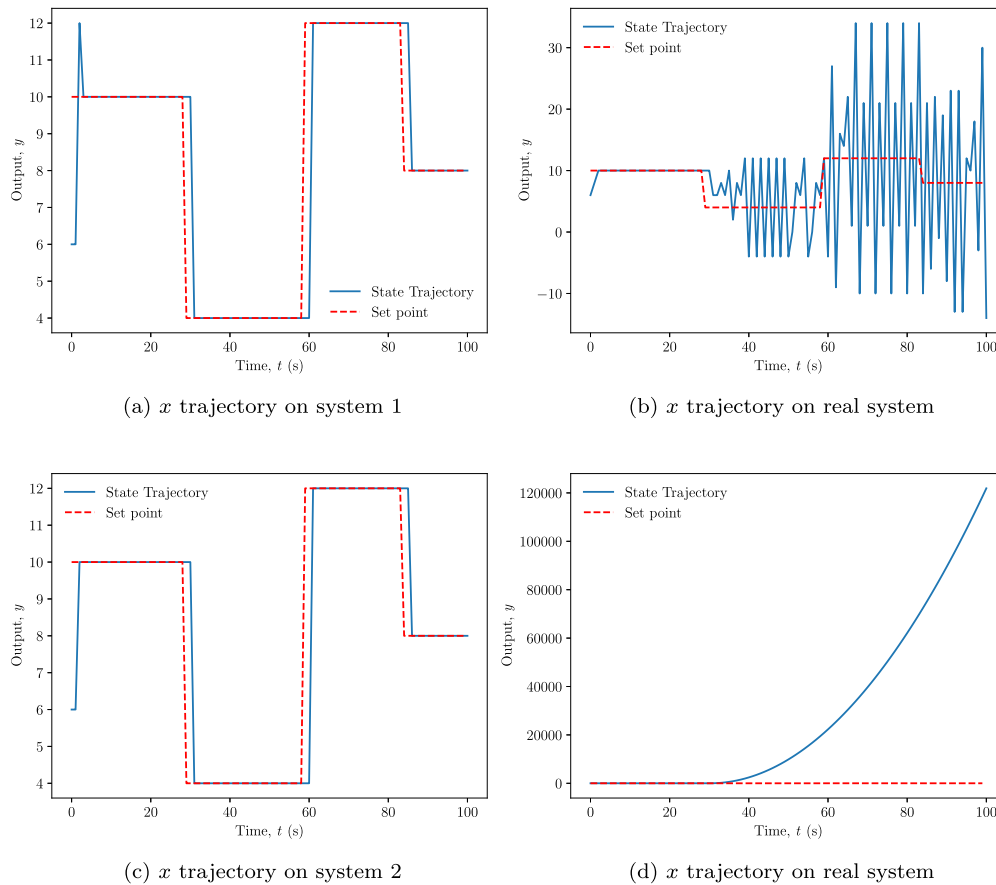 12
11
10
9
8
7
6
5
4
Output, y
State Trajectory
Set point
0
20
40
60
80
100
Time, t (s)
(a) x trajectory on system 1
30
20
10
0
−10
Output, y
State Trajectory
Set point
0
20
40
60
80
100
Time, t (s)
(b) x trajectory on real system
12
11
10
9
8
7
6
5
4
Output, y
State Trajectory
Set point
0
20
40
60
80
100
Time, t (s)
(c) x trajectory on system 2
120000
100000
80000
60000
40000
20000
0
Output, y
State Trajectory
Set point
0
20
40
60
80
100
Time, t (s)
(d) x trajectory on real system